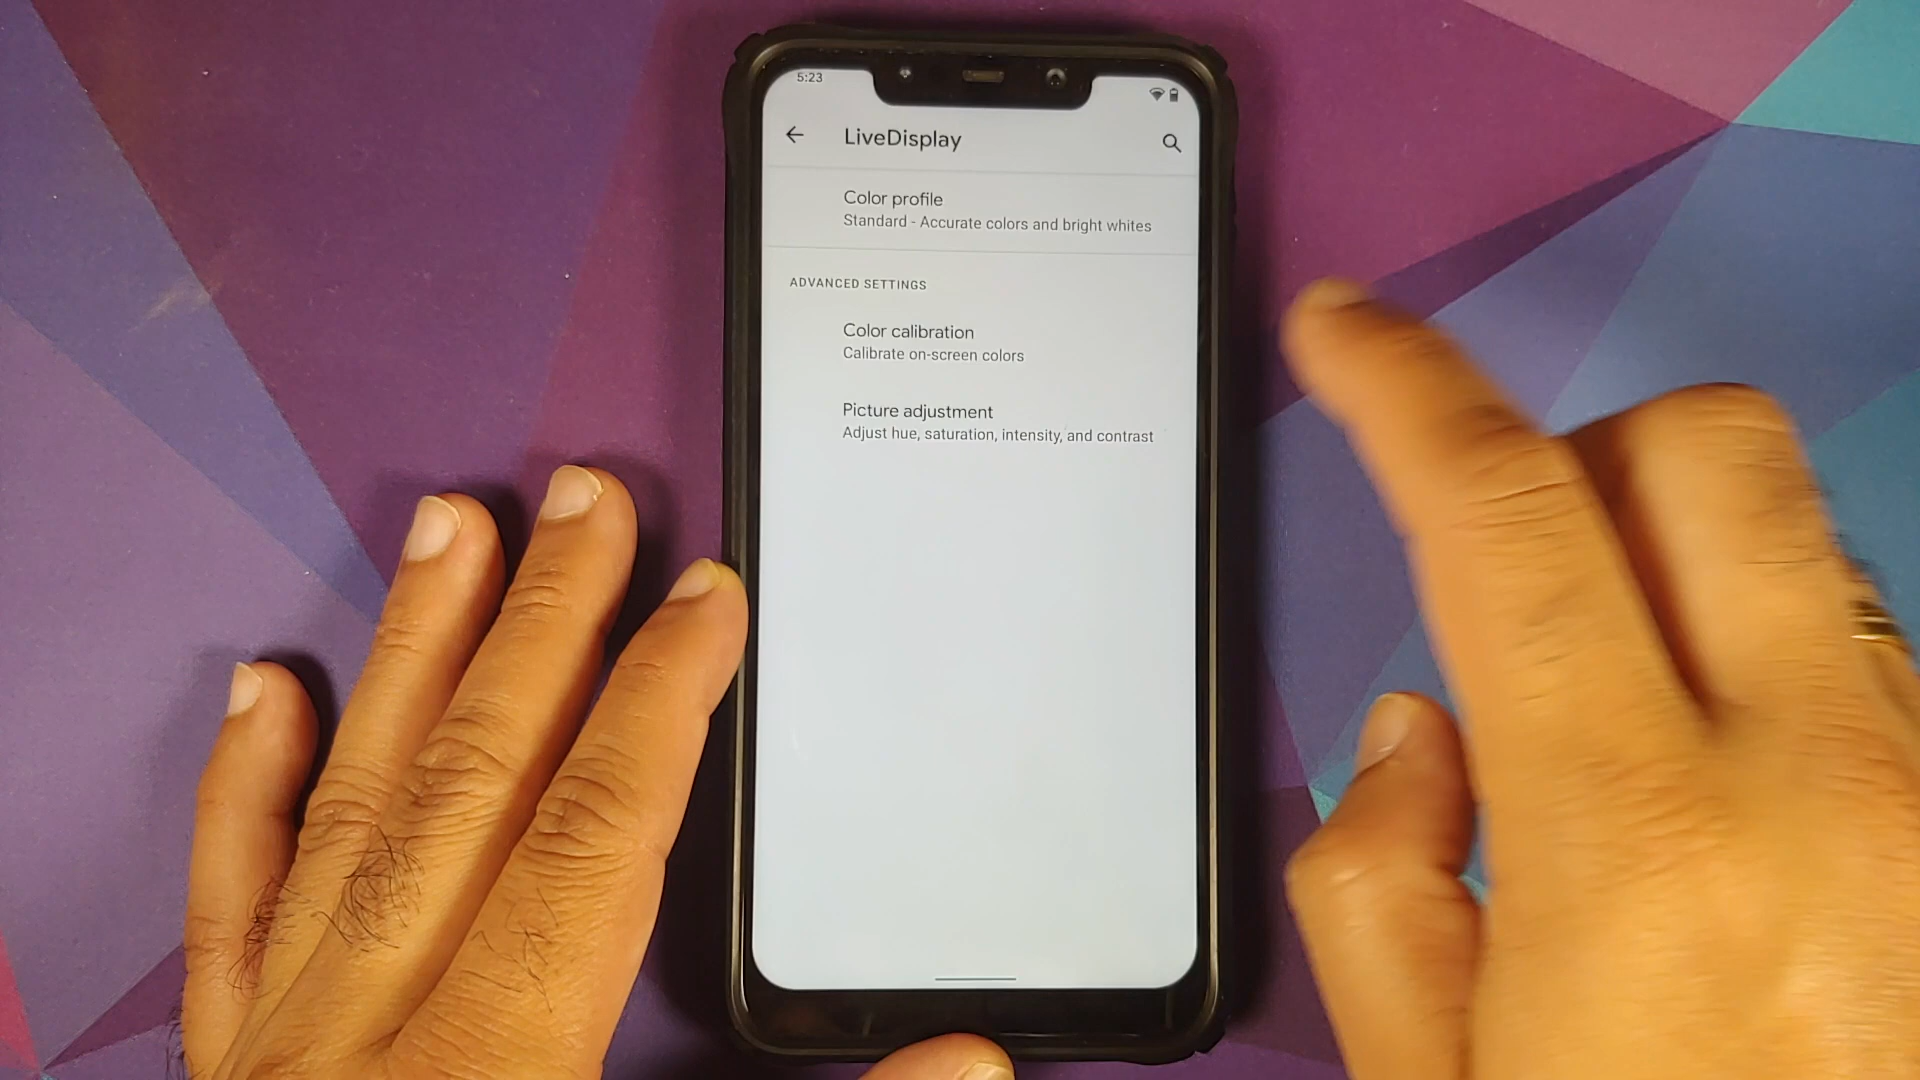 5:23
LiveDisplay
Color profile
Standard - Accurate colors and bright whites
ADVANCED SETTINGS
Color calibration
Calibrate on-screen colors
Picture adjustment
Adjust hue, saturation, intensity, and contrast